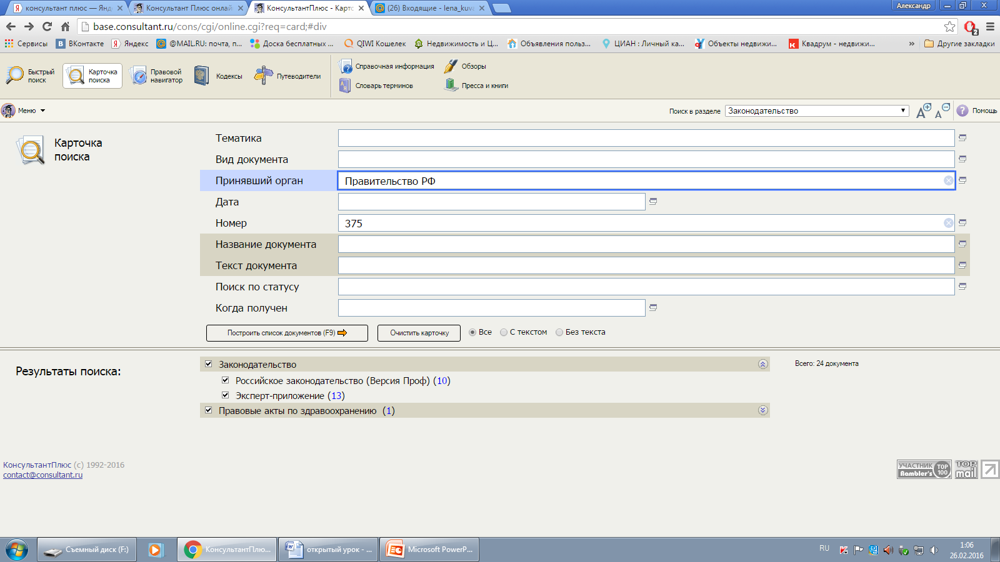 консультант плюс — Янд
Консультант Плюс онлай
КонсультантПлюс - Карто
(26) Входящие - lena_kuva
Александр
base.consultant.ru/cons/cgi/online.cgi?req=card;#div
2
Сервисы
ВКонтакте
Яндекс
@MAIL.RU: почта, п...
Доска бесплатных ...
QIWI Кошелек
Недвижимость и Ц...
Объявления польз...
ЦИАН : Личный ка...
Объекты недвижи...
Квадрум - недвижи...
»
Другие закладки
Быстрый
поиск
Карточка
поиска
Правовой
навигатор
Кодексы
Путеводители
Справочная информация
Словарь терминов
Обзоры
Пресса и книги
Меню
Поиск в разделе
Законодательство
Помощь
Карточка
поиска
Тематика
Вид документа
Принявший орган Правительство РФ
Дата
Номер 375
Название документа
Текст документа
Поиск по статусу
Когда получен
Построить список документов (F9)
Очистить карточку
Все
С текстом
Без текста
Результаты поиска:
Законодательство
Всего: 24 документа
Российское законодательство (Версия Проф) (10)
Эксперт-приложение (13)
Правовые акты по здравоохранению (1)
КонсультантПлюс (c) 1992-2016
contact@consultant.ru
УЧАСТНИК
Rambler's
TOP
100
TOP
mail
Съемный диск (F:)
КонсультантПлю...
открытый урок - ...
Microsoft PowerP...
RU
1:06
26.02.2016